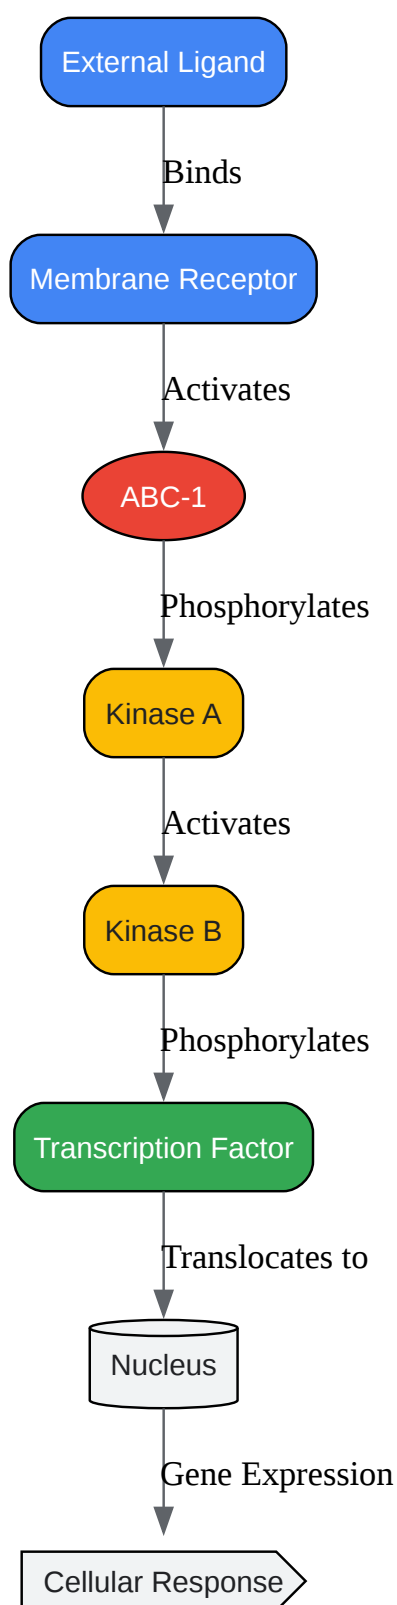 External Ligand
Binds
Membrane Receptor
Activates
ABC-1
Phosphorylates
Kinase A
Activates
Kinase B
Phosphorylates
Transcription Factor
Translocates to
Nucleus
Gene Expression
Cellular Response